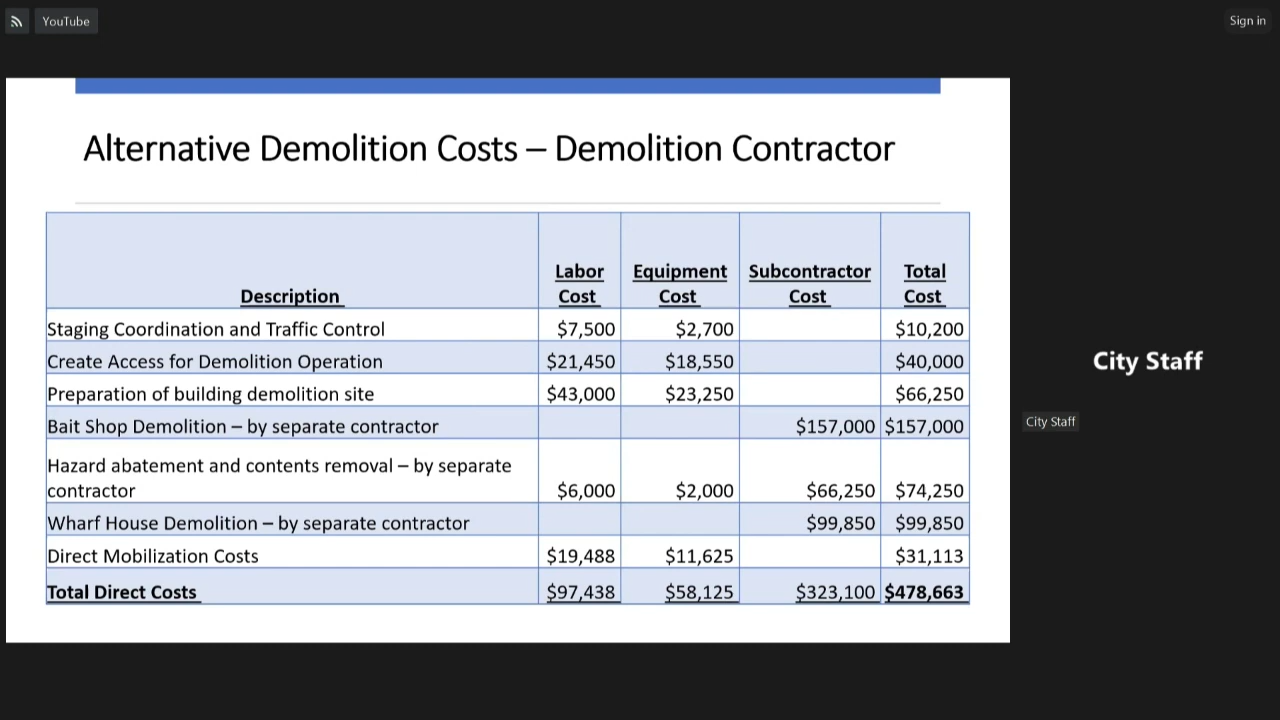 YouTube
Sign in
Alternative Demolition Costs – Demolition Contractor
Description Labor Cost Equipment Cost Subcontractor Cost Total Cost
Staging Coordination and Traffic Control $7,500 $2,700 $10,200
Create Access for Demolition Operation $21,450 $18,550 $40,000
Preparation of building demolition site $43,000 $23,250 $66,250
Bait Shop Demolition – by separate contractor $157,000 $157,000
Hazard abatement and contents removal – by separate
contractor $6,000 $2,000 $66,250 $74,250
Wharf House Demolition – by separate contractor $99,850 $99,850
Direct Mobilization Costs $19,488 $11,625 $31,113
Total Direct Costs $97,438 $58,125 $323,100 $478,663
City Staff
City Staff